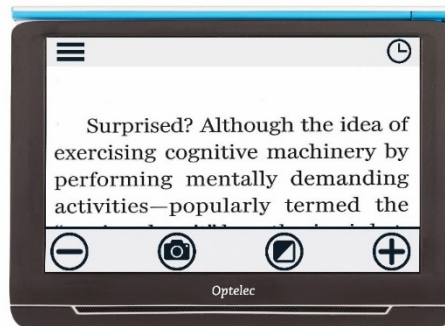 Surprised? Although the idea of
exercising cognitive machinery by
performing mentally demanding
activities—popularly termed the
Optelec